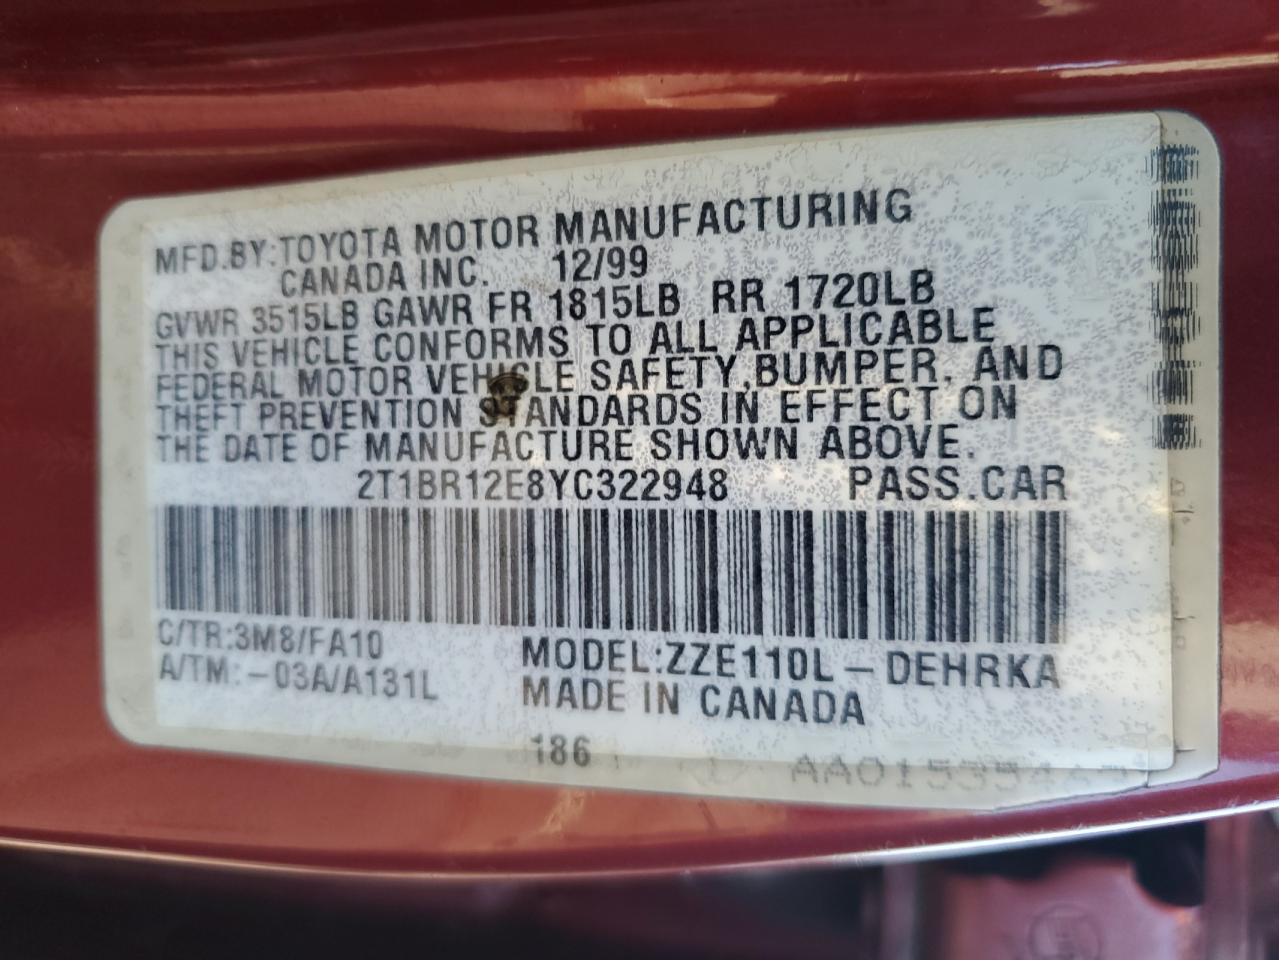 MFD.BY:TOYOTA MOTOR MANUFACTURING
CANADA INC. 12/99
GVWR 3515LB GAWR FR 1815LB RR 1720LB
THIS VEHICLE CONFORMS TO ALL APPLICABLE
FEDERAL MOTOR VEHICLE SAFETY,BUMPER, AND
THEFT PREVENTION STANDARDS IN EFFECT ON
THE DATE OF MANUFACTURE SHOWN ABOVE.
2T1BR12E8YC322948 PASS.CAR
C/TR:3M8/FA10
A/TM:-03A/A131L
MODEL:ZZE110L-DEHRKA
MADE IN CANADA
186